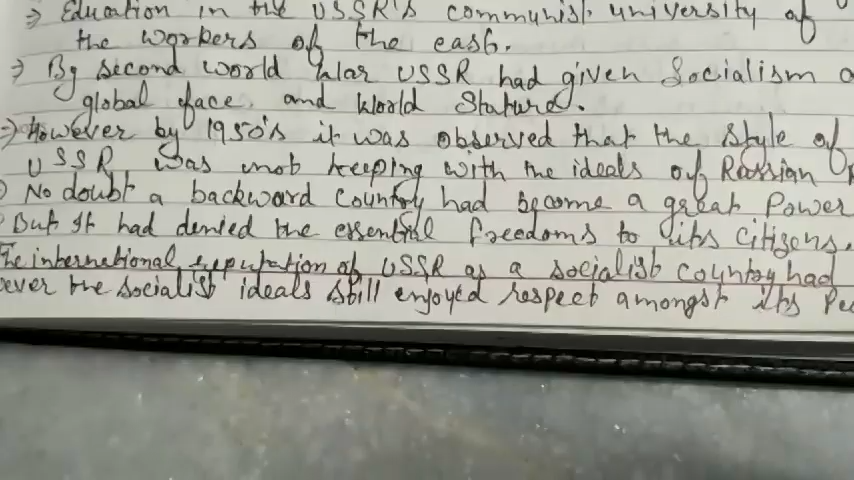 ⇒ Eduation in the USSR's communist university of
the workers of the east.
⇒ By second world War USSR had given Socialism a
global face, and World Stature.
⇒ However by 1950's it was observed that the style of
USSR was not keeping with the ideals of Russian
No doubt a backward country had become a great Power
But It had denied the essential freedoms to its citizens.
The international reputation of USSR as a socialist country had
ever the socialist ideals still enjoyed respect amongst its Peo